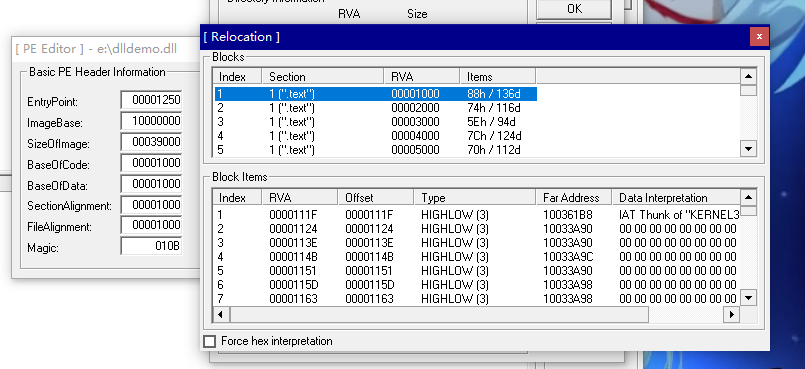 Directory Information
RVA Size
OK
[ PE Editor ] - e:\dlldemo.dll
Basic PE Header Information
EntryPoint: 00001250
ImageBase: 10000000
SizeOfImage: 00039000
BaseOfCode: 00001000
BaseOfData: 00001000
SectionAlignment: 00001000
FileAlignment: 00001000
Magic: 010B
[ Relocation ] x
Blocks
Index Section RVA Items
1 1 (".text") 00001000 88h / 136d
2 1 (".text") 00002000 74h / 116d
3 1 (".text") 00003000 5Eh / 94d
4 1 (".text") 00004000 7Ch / 124d
5 1 (".text") 00005000 70h / 112d
Block Items
Index RVA Offset Type Far Address Data Interpretation
1 0000111F 0000111F HIGHLOW (3) 100361B8 IAT Thunk of "KERNEL3
2 00001124 00001124 HIGHLOW (3) 10033A90 00 00 00 00 00 00 00 00
3 0000113E 0000113E HIGHLOW (3) 10033A90 00 00 00 00 00 00 00 00
4 0000114B 0000114B HIGHLOW (3) 10033A9C 00 00 00 00 00 00 00 00
5 00001151 00001151 HIGHLOW (3) 10033A90 00 00 00 00 00 00 00 00
6 0000115D 0000115D HIGHLOW (3) 10033A98 00 00 00 00 00 00 00 00
7 00001163 00001163 HIGHLOW (3) 10033A98 00 00 00 00 00 00 00 00
Force hex interpretation